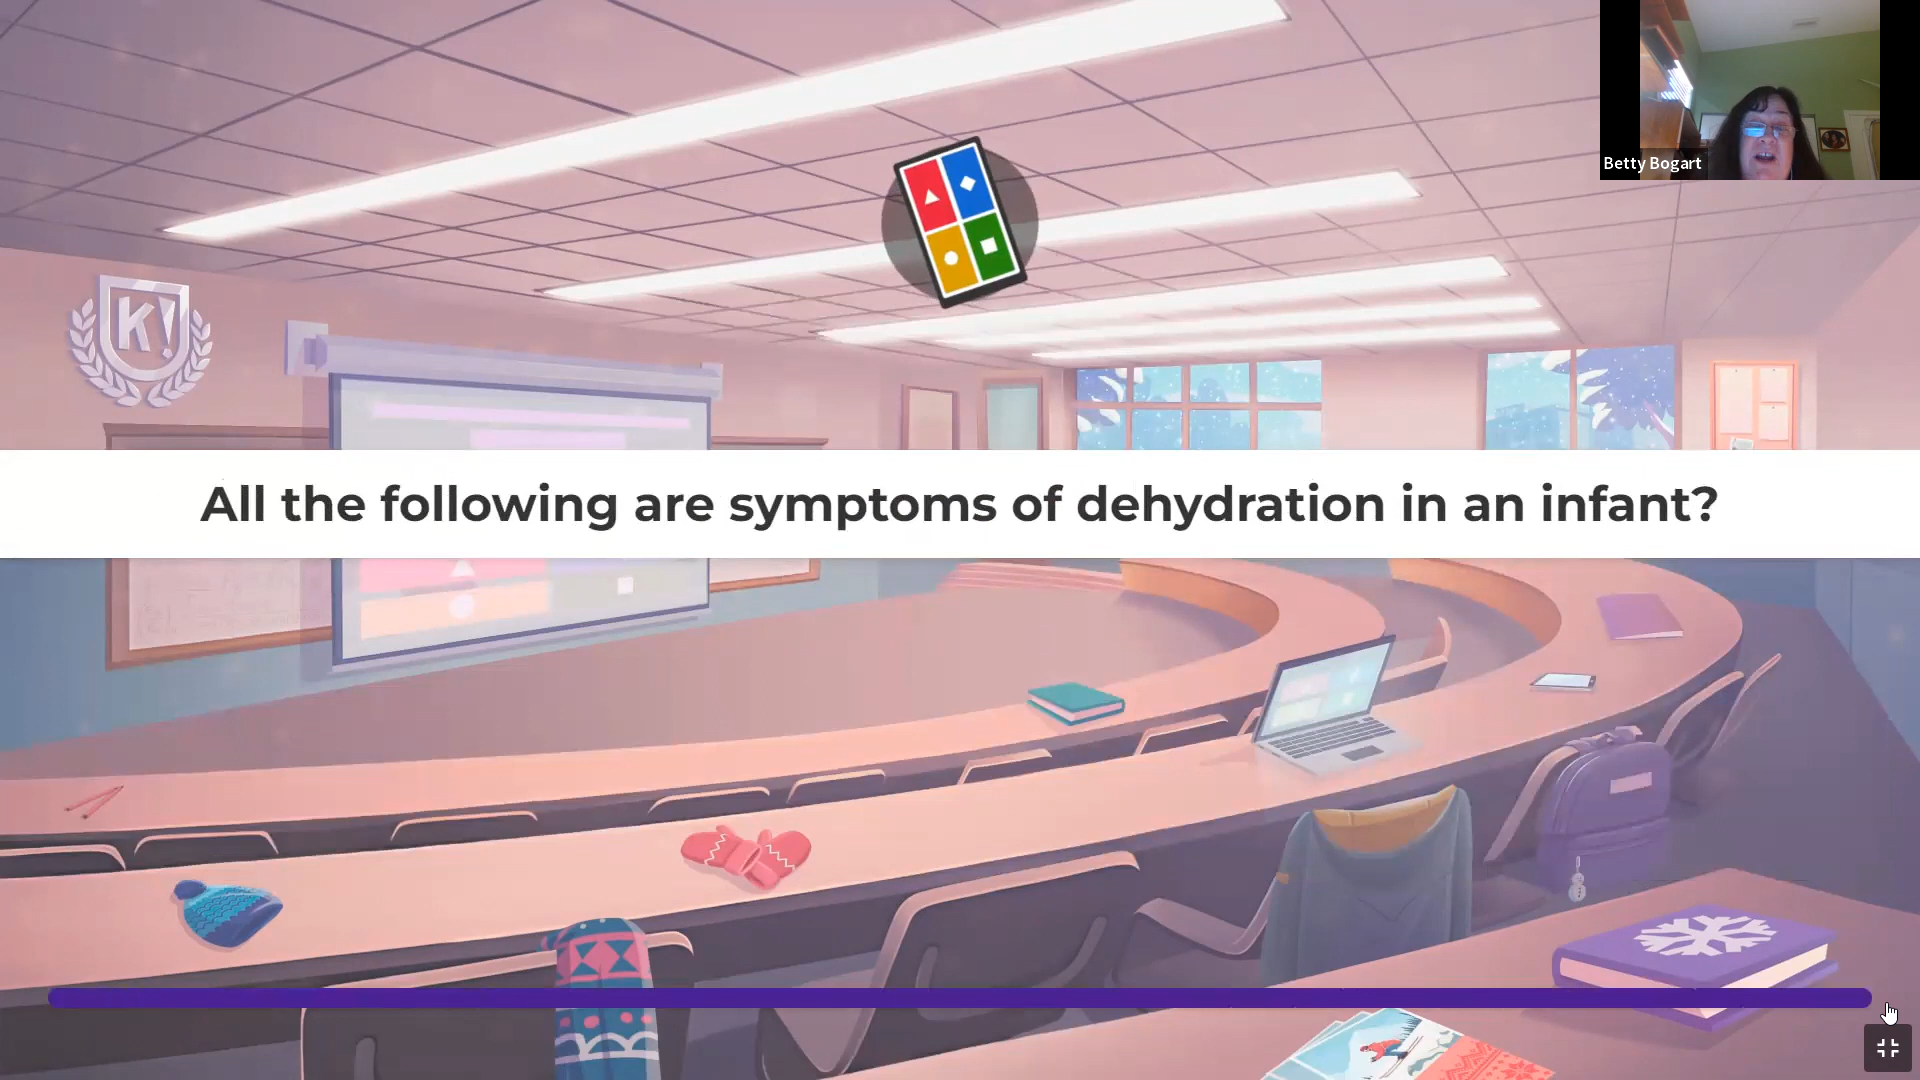 Betty Bogart
K!
All the following are symptoms of dehydration in an infant?